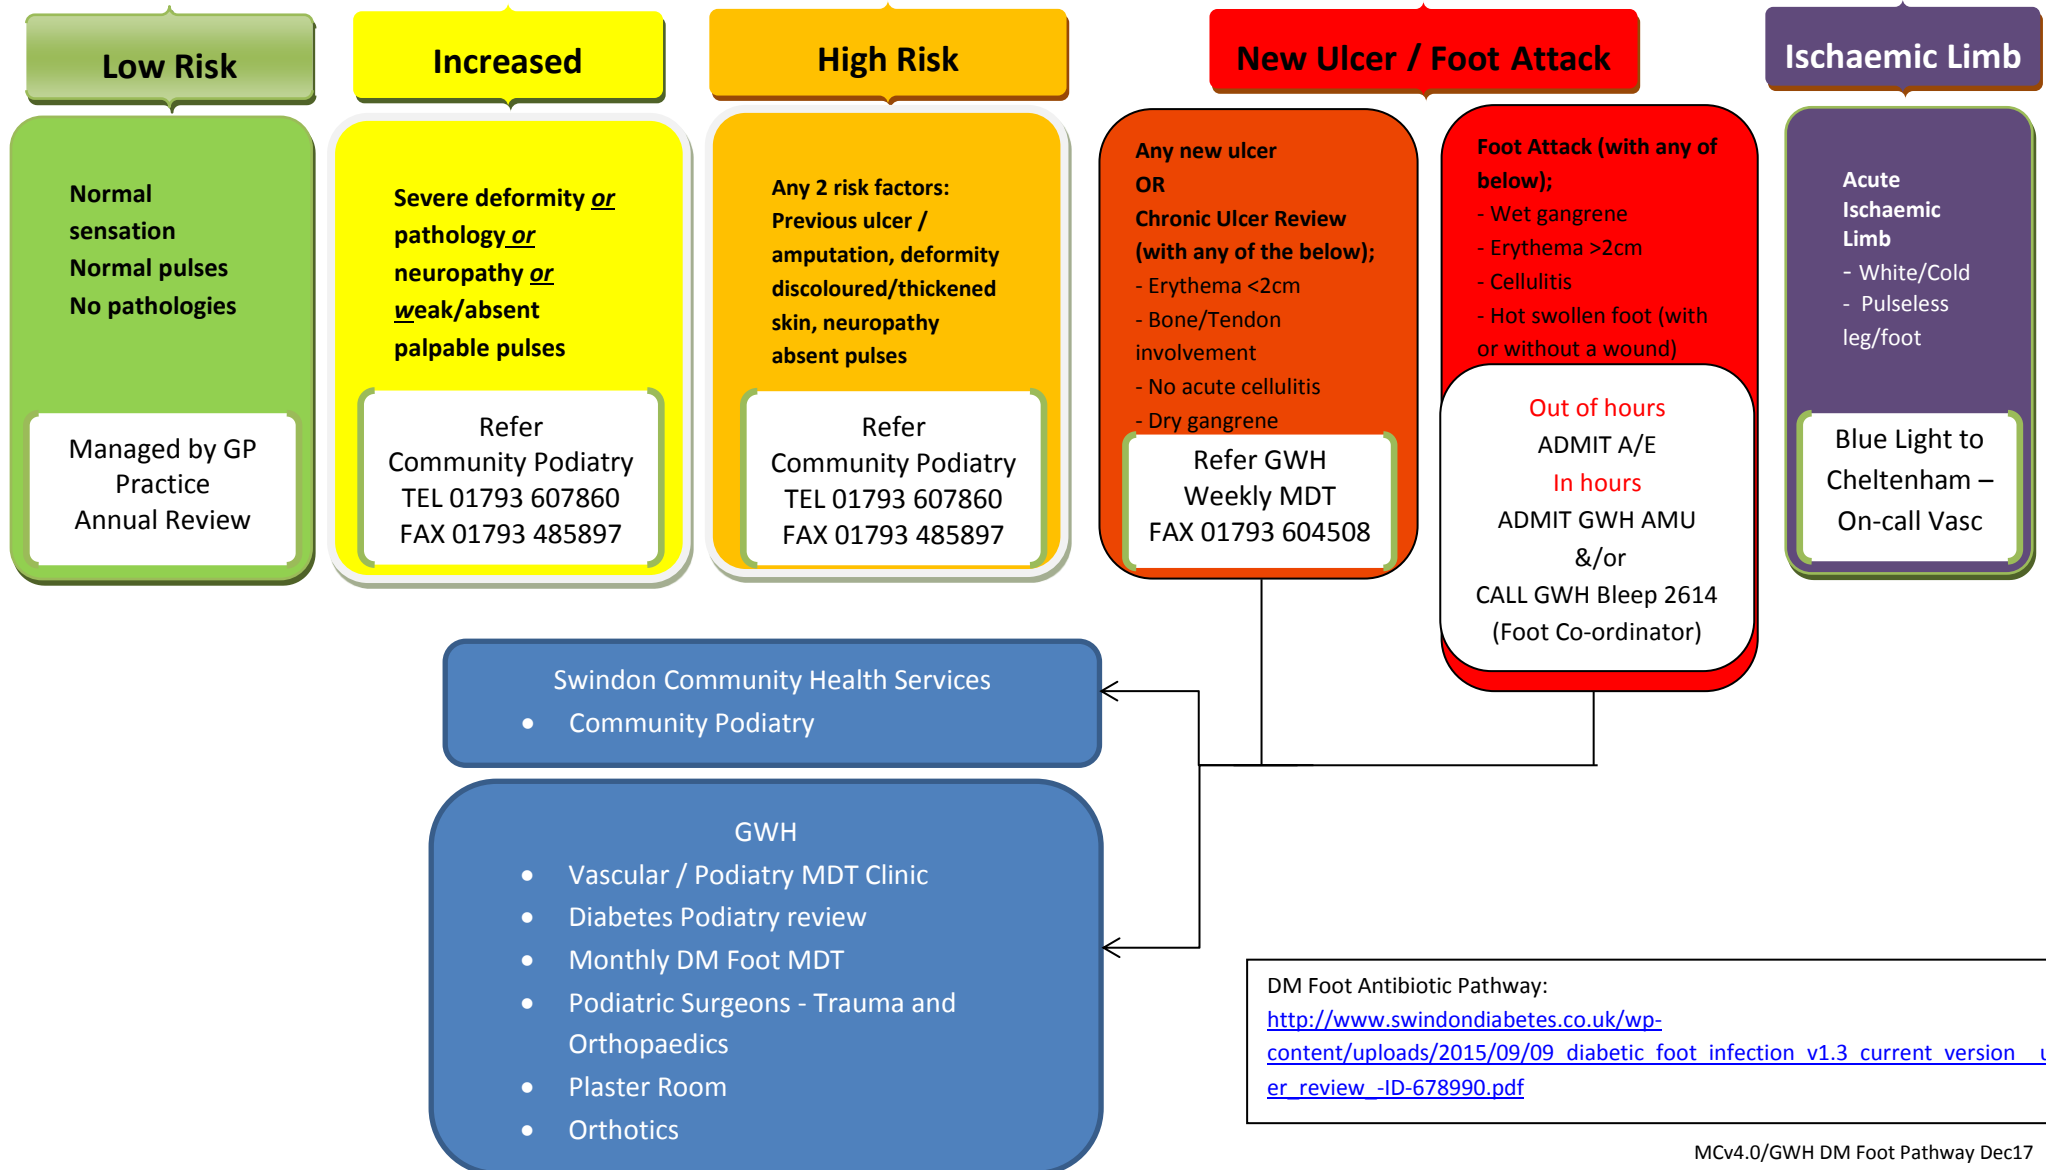 Low Risk
Normal
sensation
Normal pulses
No pathologies
Managed by GP
Practice
Annual Review
Increased
Severe deformity or
pathology or
neuropathy or
weak/absent
palpable pulses
Refer
Community Podiatry
TEL 01793 607860
FAX 01793 485897
High Risk
Any 2 risk factors:
Previous ulcer /
amputation, deformity
discoloured/thickened
skin, neuropathy
absent pulses
Refer
Community Podiatry
TEL 01793 607860
FAX 01793 485897
New Ulcer / Foot Attack
Any new ulcer
OR
Chronic Ulcer Review
(with any of the below);
- Erythema <2cm
- Bone/Tendon
involvement
- No acute cellulitis
- Dry gangrene
Refer GWH
Weekly MDT
FAX 01793 604508
Foot Attack (with any of
below);
- Wet gangrene
- Erythema >2cm
- Cellulitis
- Hot swollen foot (with
or without a wound)
Out of hours
ADMIT A/E
In hours
ADMIT GWH AMU
&/or
CALL GWH Bleep 2614
(Foot Co-ordinator)
Ischaemic Limb
Acute
Ischaemic
Limb
- White/Cold
- Pulseless
leg/foot
Blue Light to
Cheltenham –
On-call Vasc
Swindon Community Health Services
• Community Podiatry
GWH
• Vascular / Podiatry MDT Clinic
• Diabetes Podiatry review
• Monthly DM Foot MDT
• Podiatric Surgeons - Trauma and
Orthopaedics
• Plaster Room
• Orthotics
DM Foot Antibiotic Pathway:
http://www.swindondiabetes.co.uk/wp-
content/uploads/2015/09/09_diabetic_foot_infection_v1.3_current_version__u
er_review_-ID-678990.pdf
MCv4.0/GWH DM Foot Pathway Dec17